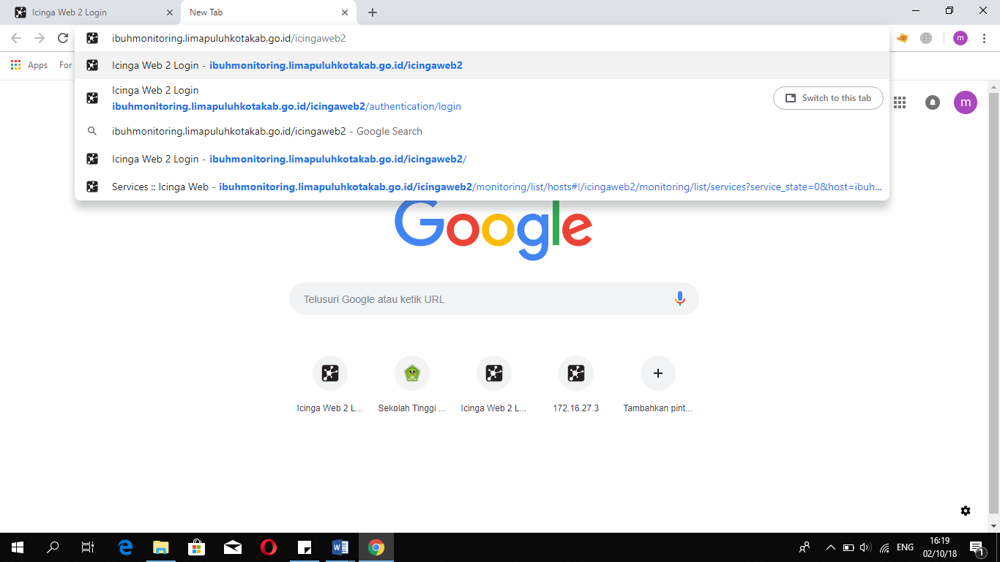 Icinga Web 2 Login
New Tab
ibuhmonitoring.limapuluhkotakab.go.id/icingaweb2
m
Apps
For
Icinga Web 2 Login - ibuhmonitoring.limapuluhkotakab.go.id/icingaweb2
Icinga Web 2 Login
ibuhmonitoring.limapuluhkotakab.go.id/icingaweb2/authentication/login
Switch to this tab
m
ibuhmonitoring.limapuluhkotakab.go.id/icingaweb2 - Google Search
Icinga Web 2 Login - ibuhmonitoring.limapuluhkotakab.go.id/icingaweb2/
Services :: Icinga Web - ibuhmonitoring.limapuluhkotakab.go.id/icingaweb2/monitoring/list/hosts#!/icingaweb2/monitoring/list/services?service_state=0&host=ibuh...
Google
Telusuri Google atau ketik URL
Icinga Web 2 L...
Sekolah Tinggi ...
Icinga Web 2 L...
172.16.27.3
Tambahkan pint...
ENG
16:19
02/10/18
1